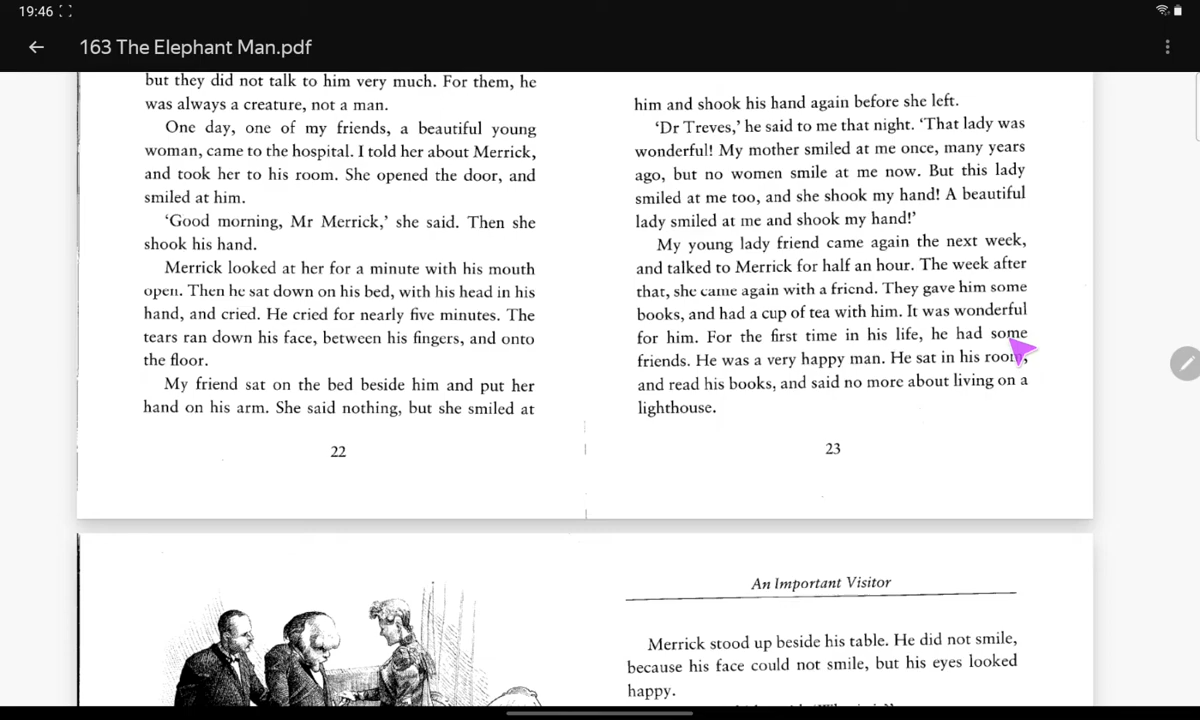 19:46
163 The Elephant Man.pdf
but they did not talk to him very much. For them, he
was always a creature, not a man.
One day, one of my friends, a beautiful young
woman, came to the hospital. I told her about Merrick,
and took her to his room. She opened the door, and
smiled at him.
‘Good morning, Mr Merrick,’ she said. Then she
shook his hand.
Merrick looked at her for a minute with his mouth
open. Then he sat down on his bed, with his head in his
hand, and cried. He cried for nearly five minutes. The
tears ran down his face, between his fingers, and onto
the floor.
My friend sat on the bed beside him and put her
hand on his arm. She said nothing, but she smiled at
22
him and shook his hand again before she left.
‘Dr Treves,’ he said to me that night. ‘That lady was
wonderful! My mother smiled at me once, many years
ago, but no women smile at me now. But this lady
smiled at me too, and she shook my hand! A beautiful
lady smiled at me and shook my hand!’
My young lady friend came again the next week,
and talked to Merrick for half an hour. The week after
that, she came again with a friend. They gave him some
books, and had a cup of tea with him. It was wonderful
for him. For the first time in his life, he had some
friends. He was a very happy man. He sat in his room,
and read his books, and said no more about living on a
lighthouse.
23
An Important Visitor
Merrick stood up beside his table. He did not smile,
because his face could not smile, but his eyes looked
happy.